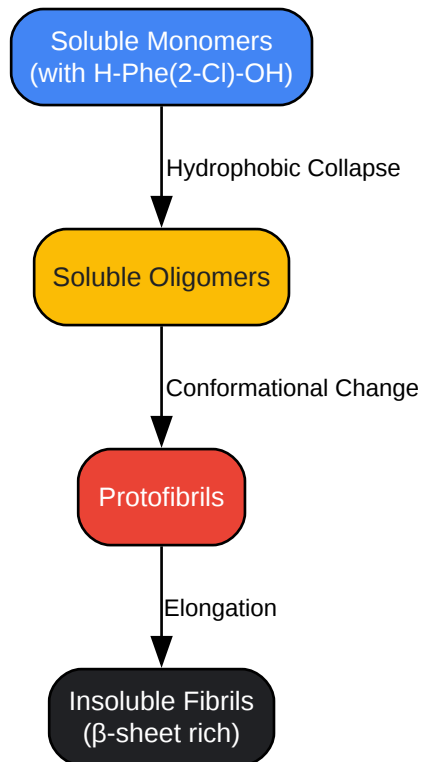 Soluble Monomers
(with H-Phe(2-Cl)-OH)
Hydrophobic Collapse
Soluble Oligomers
Conformational Change
Protofibrils
Elongation
Insoluble Fibrils
(β-sheet rich)